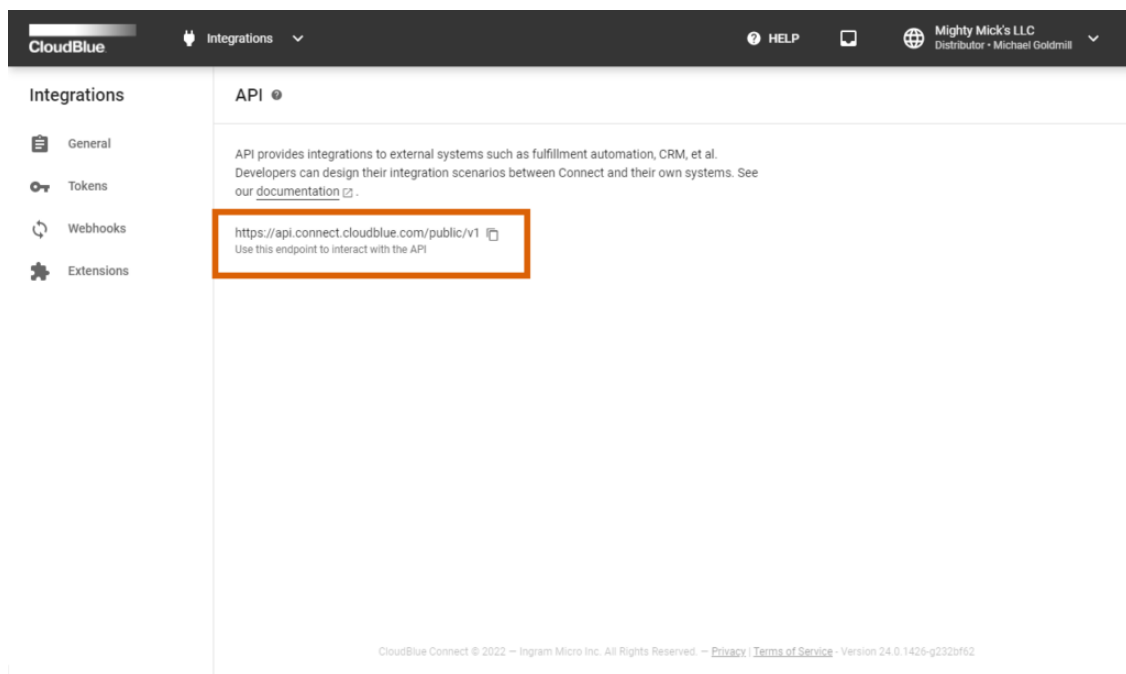 CloudBlue
Integrations
HELP
Mighty Mick's LLC
Distributor • Michael Goldmill
Integrations
General
Tokens
Webhooks
Extensions
API
API provides integrations to external systems such as fulfillment automation, CRM, et al.
Developers can design their integration scenarios between Connect and their own systems. See
our documentation .
https://api.connect.cloudblue.com/public/v1
Use this endpoint to interact with the API
CloudBlue Connect © 2022 — Ingram Micro Inc. All Rights Reserved. — Privacy | Terms of Service - Version 24.0.1426-g232bf62